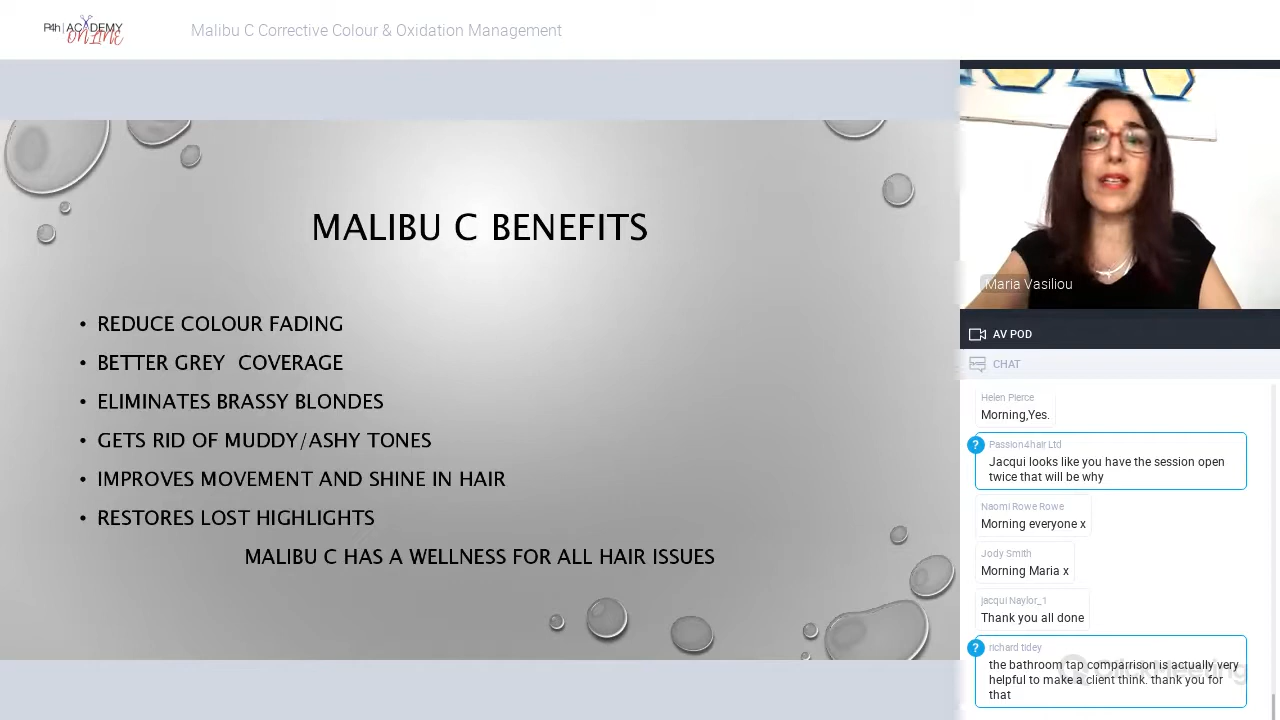 P4h | ACADEMY
ONLINE
Malibu C Corrective Colour & Oxidation Management
MALIBU C BENEFITS
• REDUCE COLOUR FADING
• BETTER GREY  COVERAGE
• ELIMINATES BRASSY BLONDES
• GETS RID OF MUDDY/ASHY TONES
• IMPROVES MOVEMENT AND SHINE IN HAIR
• RESTORES LOST HIGHLIGHTS
MALIBU C HAS A WELLNESS FOR ALL HAIR ISSUES
Maria Vasiliou
AV POD
CHAT
Helen Pierce
Morning,Yes.
?
Passion4hair Ltd
Jacqui looks like you have the session open
twice that will be why
Naomi Rowe Rowe
Morning everyone x
Jody Smith
Morning Maria x
jacqui Naylor_1
Thank you all done
?
richard tidey
the bathroom tap comparrison is actually very
helpful to make a client think. thank you for
that